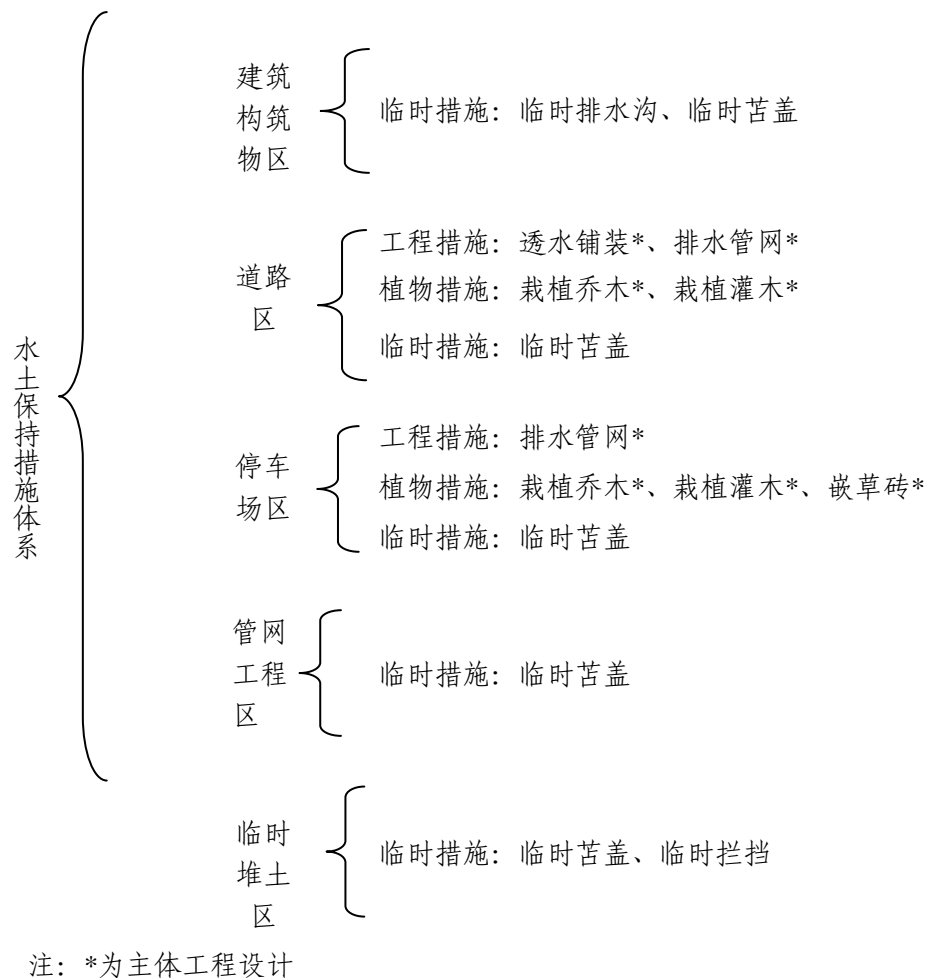 水土保持措施体系
建筑
构筑
物区
临时措施：临时排水沟、临时苫盖
道路
区
工程措施：透水铺装*、排水管网*
植物措施：栽植乔木*、栽植灌木*
临时措施：临时苫盖
停车
场区
工程措施：排水管网*
植物措施：栽植乔木*、栽植灌木*、嵌草砖*
临时措施：临时苫盖
管网
工程
区
临时措施：临时苫盖
临时
堆土
区
临时措施：临时苫盖、临时拦挡
注：*为主体工程设计